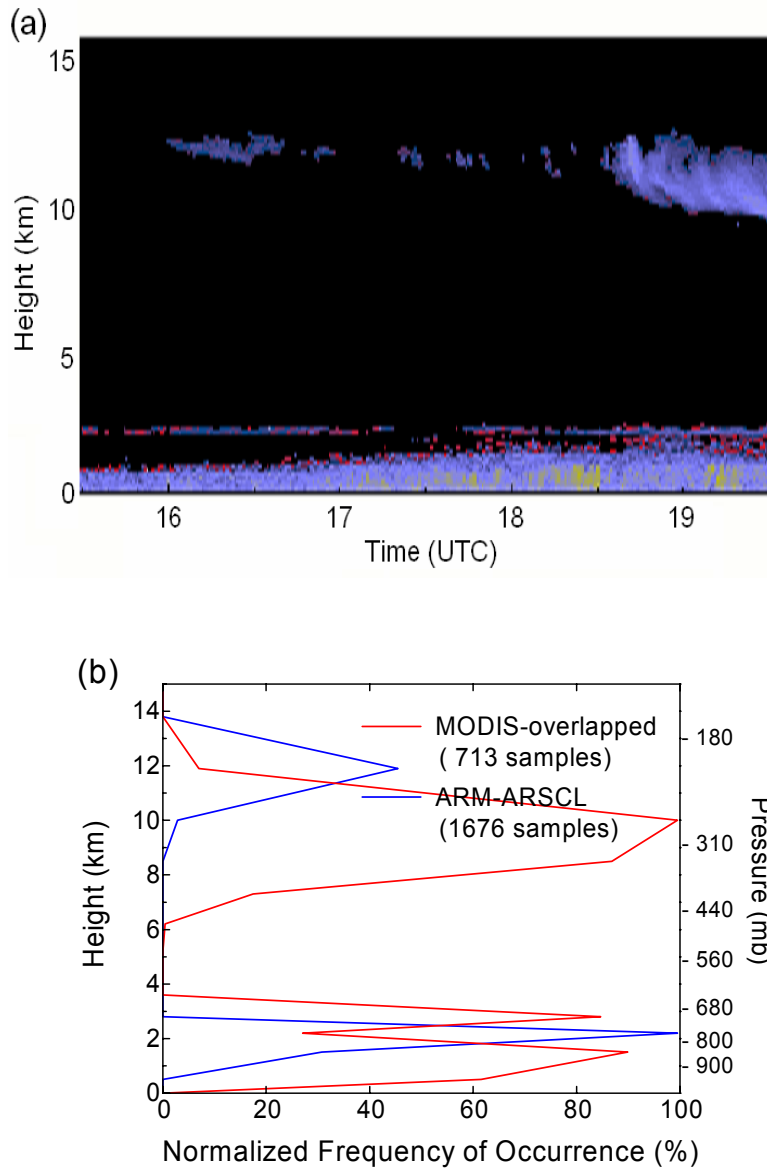 (a)
15
10
5
0
Height (km)
16 17 18 19
Time (UTC)
(b)
14
12
10
8
6
4
2
0
Height (km)
MODIS-overlapped
( 713 samples)
ARM-ARSCL
(1676 samples)
- 180
- 310
- 440
- 560
- 680
- 800
- 900
Pressure (mb)
0 20 40 60 80 100
Normalized Frequency of Occurrence (%)